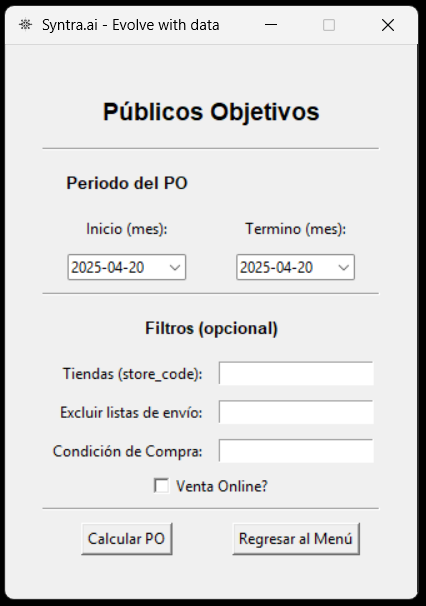 Syntra.ai - Evolve with data
Públicos Objetivos
Periodo del PO
Inicio (mes): Termino (mes):
2025-04-20 2025-04-20
Filtros (opcional)
Tiendas (store_code):
Excluir listas de envío:
Condición de Compra:
Venta Online?
Calcular PO Regresar al Menú